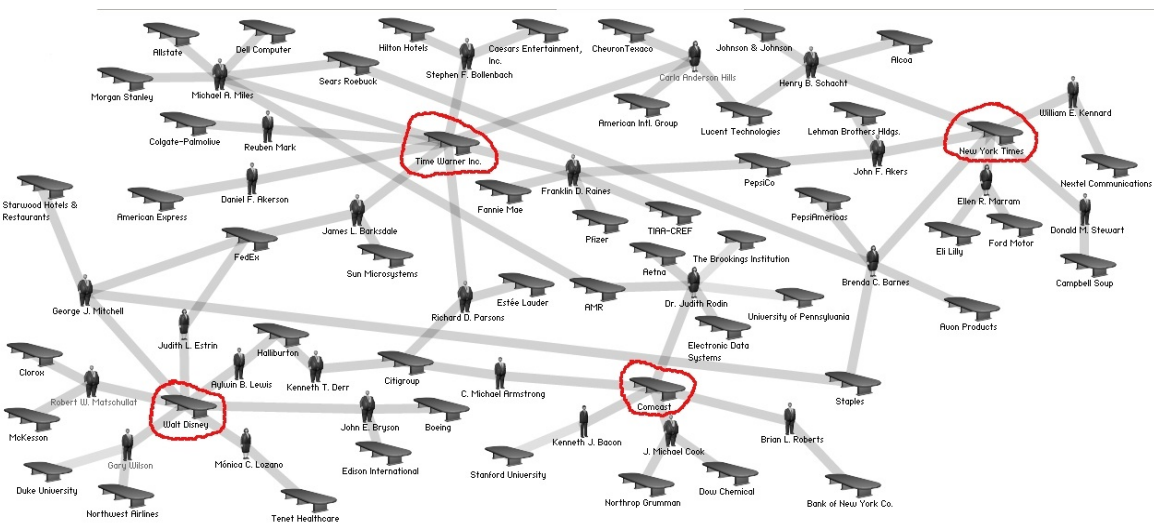 Allstate
Dell Computer
Hilton Hotels
Caesars Entertainment,
Inc.
ChevronTexaco
Johnson & Johnson
Alcoa
Morgan Stanley
Michael A. Miles
Sears Roebuck
Stephen F. Bollenbach
Carla Anderson Hills
Henry B. Schacht
William E. Kennard
Colgate-Palmolive
Reuben Mark
Time Warner Inc.
American Intl. Group
Lucent Technologies
Lehman Brothers Hldgs.
New York Times
Starwood Hotels &
Restaurants
American Express
Daniel F. Akerson
Fannie Mae
Franklin D. Raines
PepsiCo
John F. Akers
Nextel Communications
James L. Barksdale
Pfizer
TIAA-CREF
PepsiAmericas
Ellen R. Marram
Eli Lilly
Ford Motor
Donald M. Stewart
FedEx
Sun Microsystems
Aetna
The Brookings Institution
Brenda C. Barnes
Campbell Soup
George J. Mitchell
Richard D. Parsons
Estée Lauder
AMR
Dr. Judith Rodin
University of Pennsylvania
Avon Products
Judith L. Estrin
Electronic Data
Systems
Clorox
Aylwin B. Lewis
Halliburton
Kenneth T. Derr
Citigroup
C. Michael Armstrong
Comcast
Staples
Robert W. Matschullat
Walt Disney
McKesson
John E. Bryson
Boeing
Kenneth J. Bacon
J. Michael Cook
Brian L. Roberts
Gary Wilson
Mónica C. Lozano
Edison International
Stanford University
Duke University
Northwest Airlines
Tenet Healthcare
Northrop Grumman
Dow Chemical
Bank of New York Co.